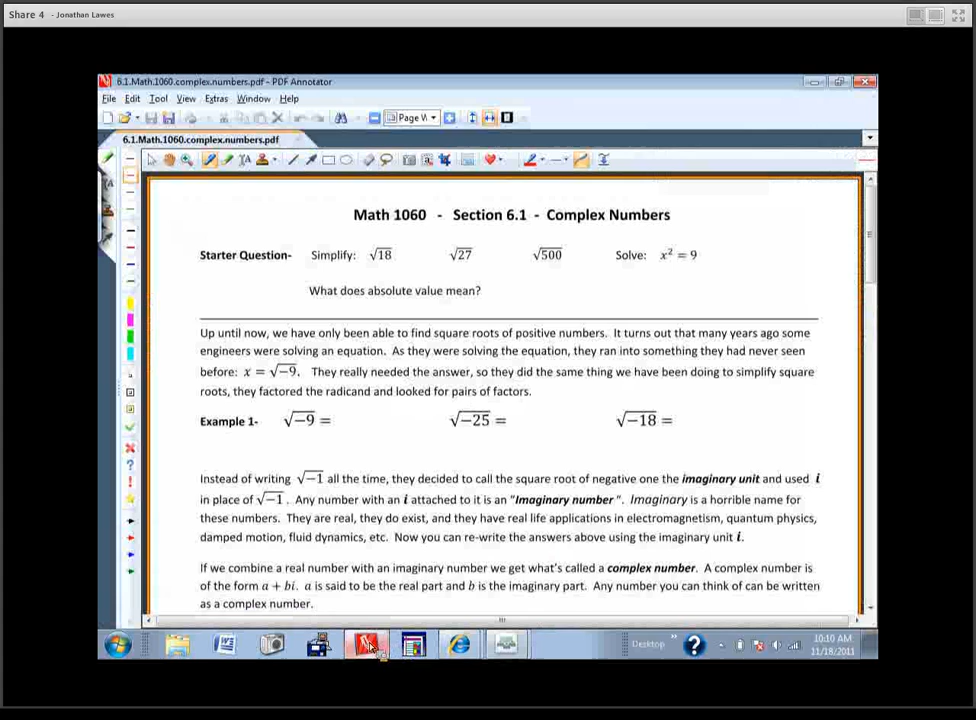 Share 4 - Jonathan Lawes
6.1.Math.1060.complex.numbers.pdf - PDF Annotator
File Edit Tool View Extras Window Help
Page W
6.1.Math.1060.complex.numbers.pdf
Math 1060 - Section 6.1 - Complex Numbers
Starter Question- Simplify: √18 √27 √500 Solve: x² = 9
What does absolute value mean?
Up until now, we have only been able to find square roots of positive numbers. It turns out that many years ago some
engineers were solving an equation. As they were solving the equation, they ran into something they had never seen
before: x = √−9. They really needed the answer, so they did the same thing we have been doing to simplify square
roots, they factored the radicand and looked for pairs of factors.
Example 1- √−9 = √−25 = √−18 =
Instead of writing √−1 all the time, they decided to call the square root of negative one the imaginary unit and used i
in place of √−1 . Any number with an i attached to it is an "Imaginary number ". Imaginary is a horrible name for
these numbers. They are real, they do exist, and they have real life applications in electromagnetism, quantum physics,
damped motion, fluid dynamics, etc. Now you can re-write the answers above using the imaginary unit i.
If we combine a real number with an imaginary number we get what's called a complex number. A complex number is
of the form a + bi. a is said to be the real part and b is the imaginary part. Any number you can think of can be written
as a complex number.
Desktop »
10:10 AM
11/18/2011